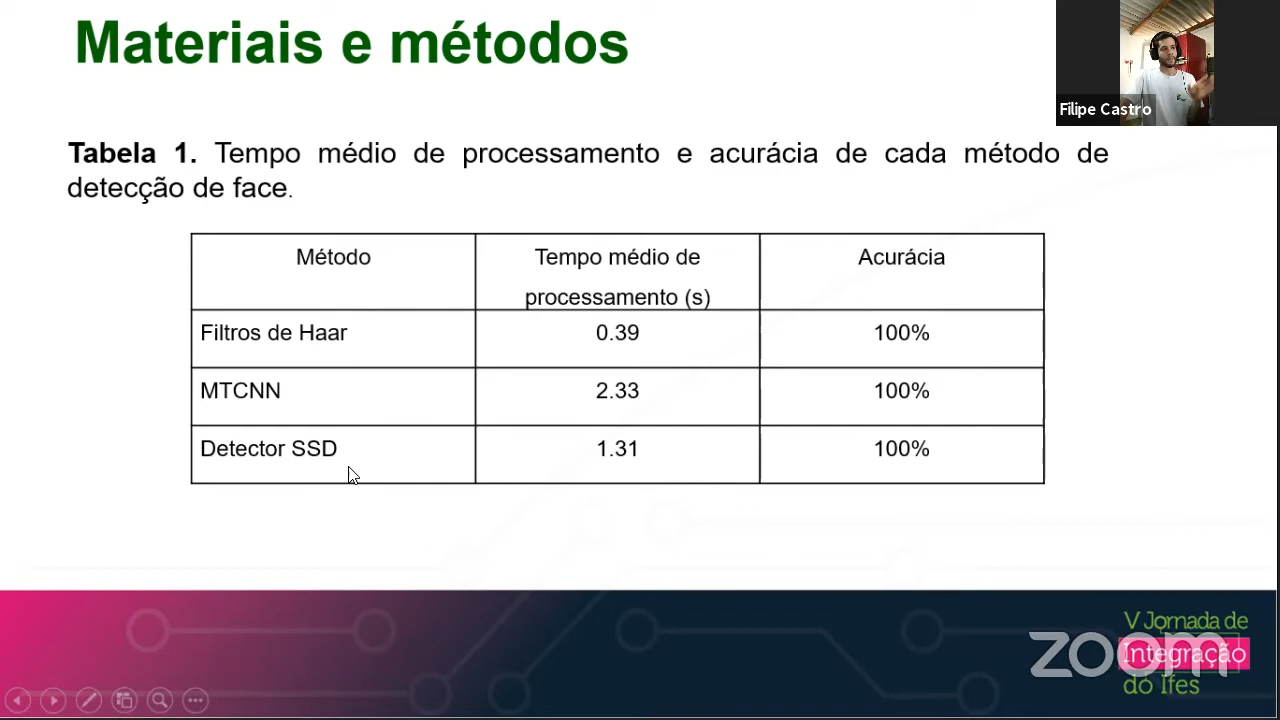 Materiais e métodos
Filipe Castro
Tabela 1. Tempo médio de processamento e acurácia de cada método de
detecção de face.
Método
Tempo médio de
processamento (s)
Acurácia
Filtros de Haar
0.39
100%
MTCNN
2.33
100%
Detector SSD
1.31
100%
V Jornada de
Integração
do Ifes
zoom